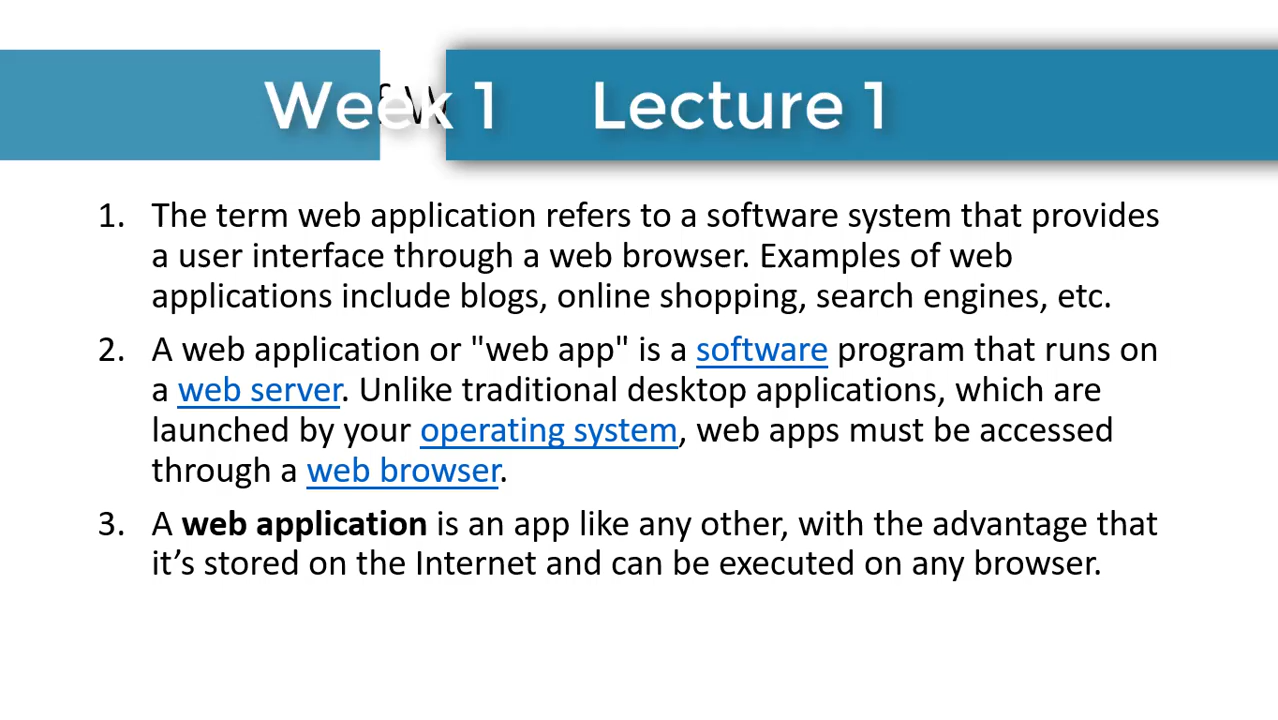 Week 1 Lecture 1
1. The term web application refers to a software system that provides
a user interface through a web browser. Examples of web
applications include blogs, online shopping, search engines, etc.
2. A web application or "web app" is a software program that runs on
a web server. Unlike traditional desktop applications, which are
launched by your operating system, web apps must be accessed
through a web browser.
3. A web application is an app like any other, with the advantage that
it’s stored on the Internet and can be executed on any browser.